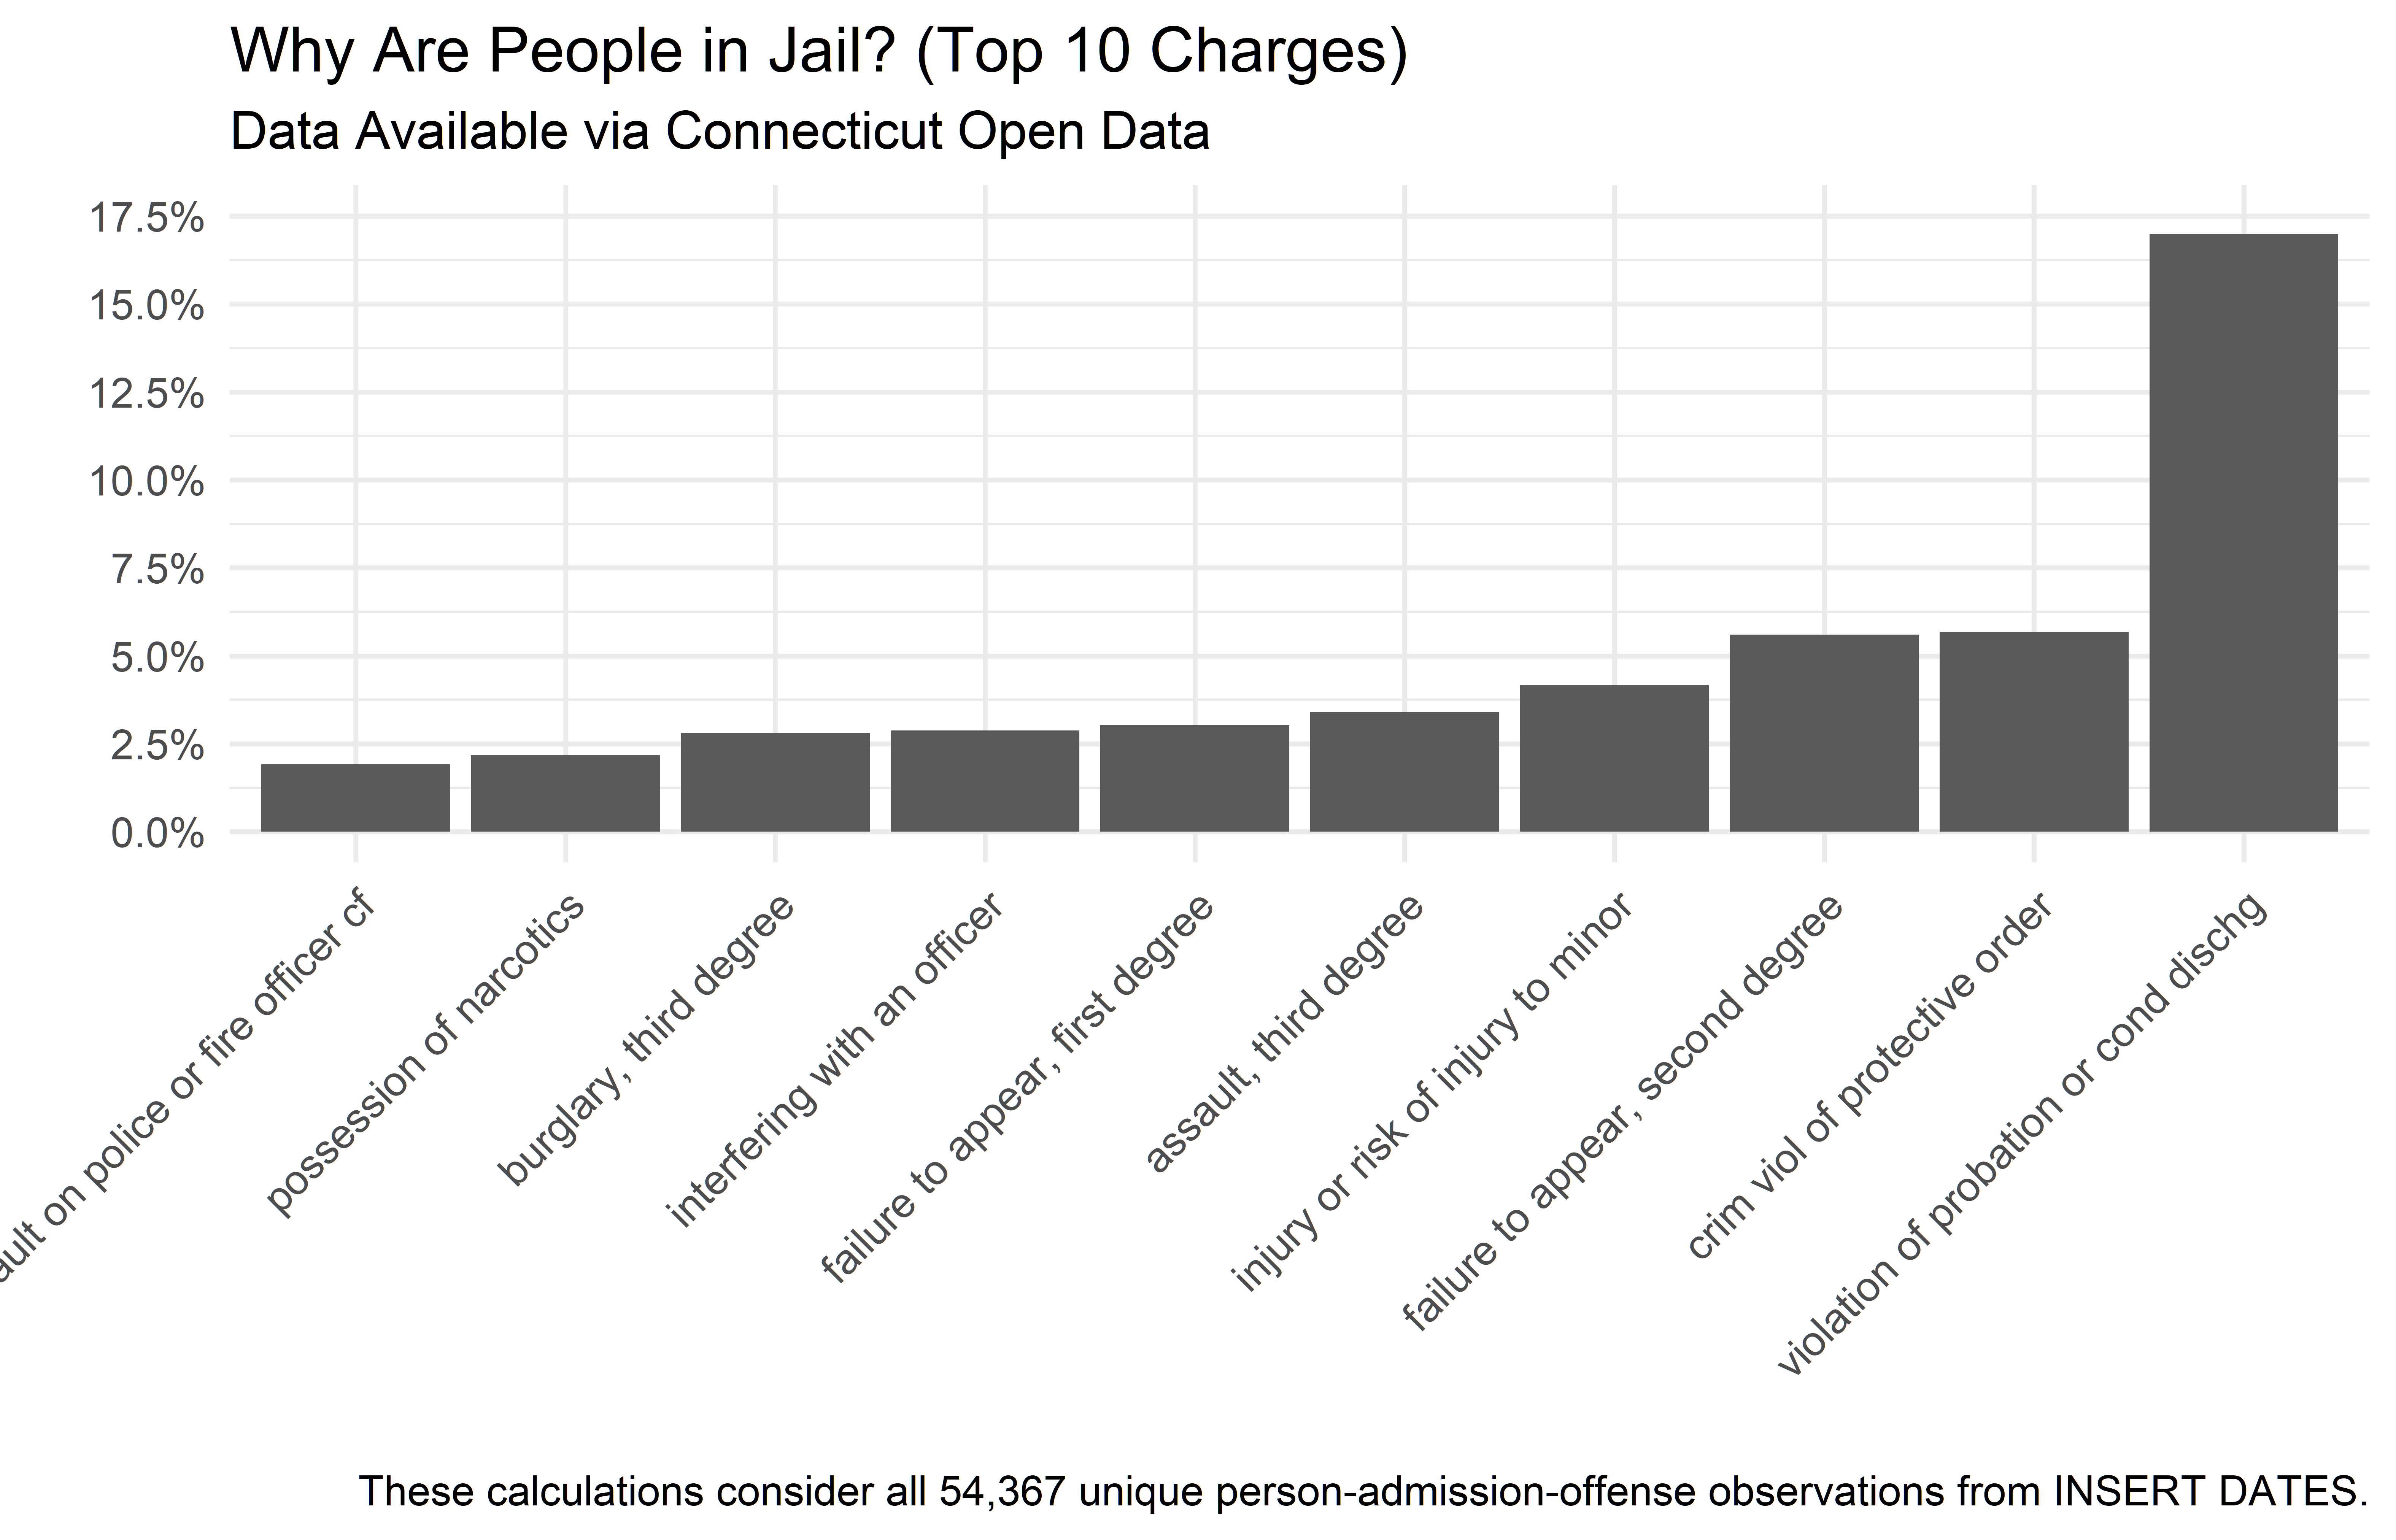 Why Are People in Jail? (Top 10 Charges)
Data Available via Connecticut Open Data
17.5%
15.0%
12.5%
10.0%
7.5%
5.0%
2.5%
0.0%
ault on police or fire officer cf
possession of narcotics
burglary, third degree
interfering with an officer
failure to appear, first degree
assault, third degree
injury or risk of injury to minor
failure to appear, second degree
crim viol of protective order
violation of probation or cond dischg
These calculations consider all 54,367 unique person-admission-offense observations from INSERT DATES.